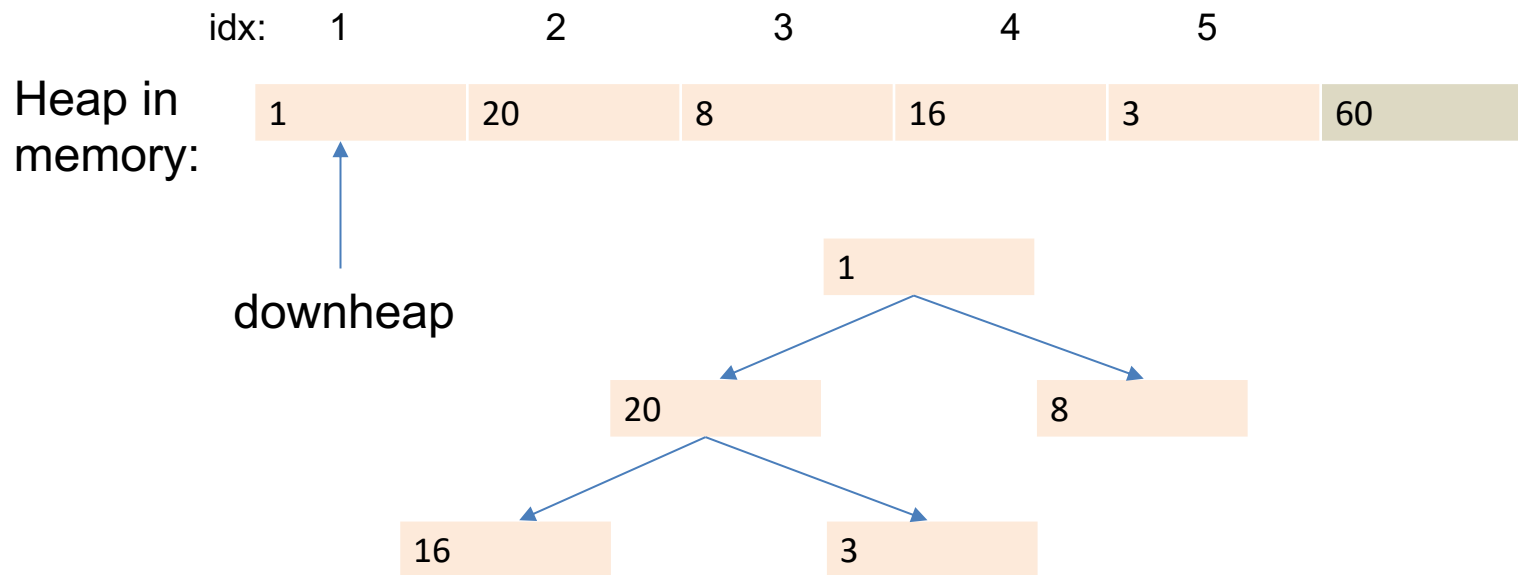 idx: 1 2 3 4 5
Heap in
memory:
1 20 8 16 3 60
downheap
1
20 8
16 3